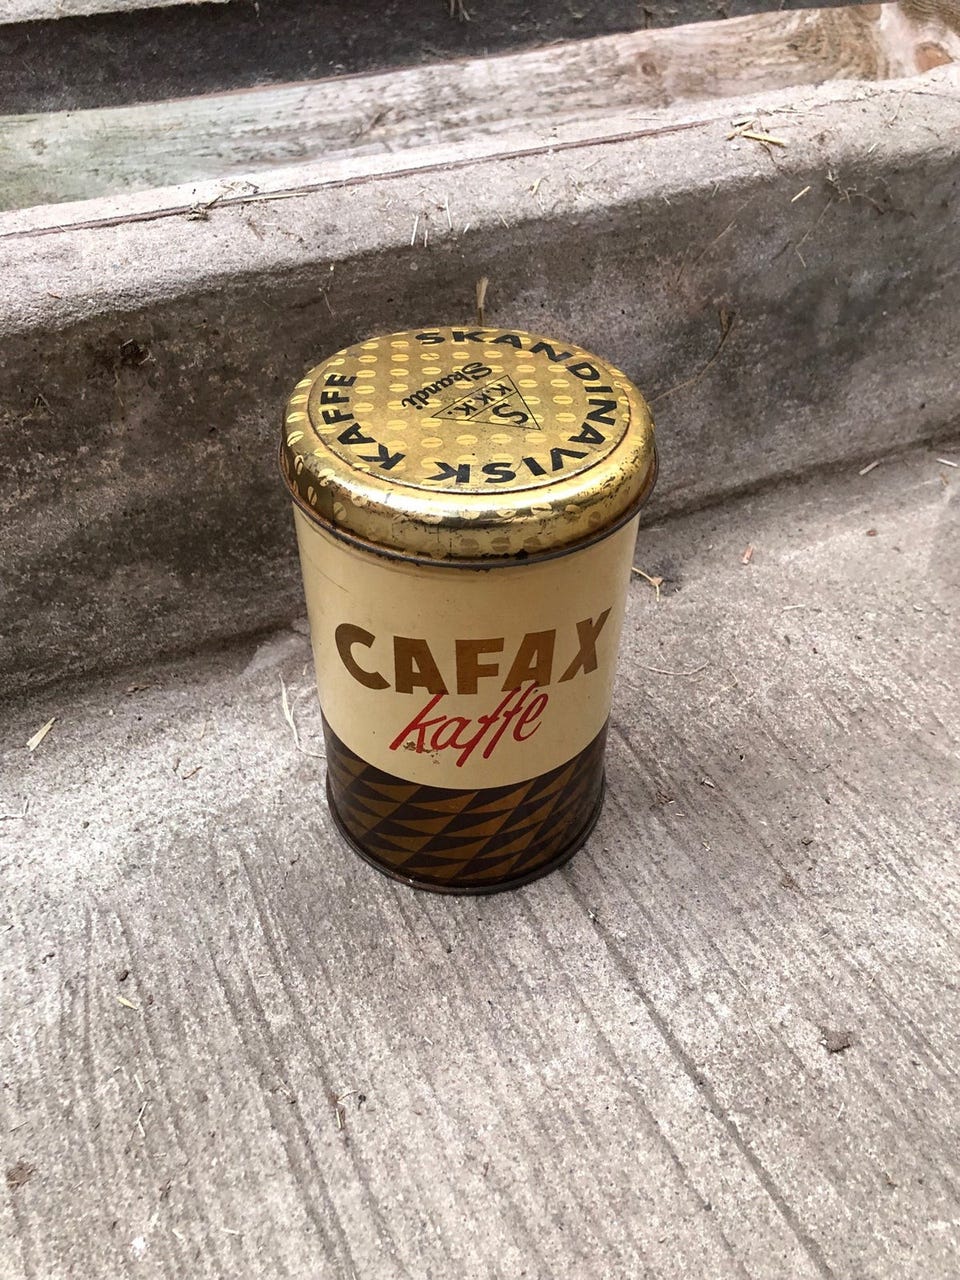 SKANDINAVISK KAFFE
Skandi
S
K.K.K.
CAFAX
kaffe